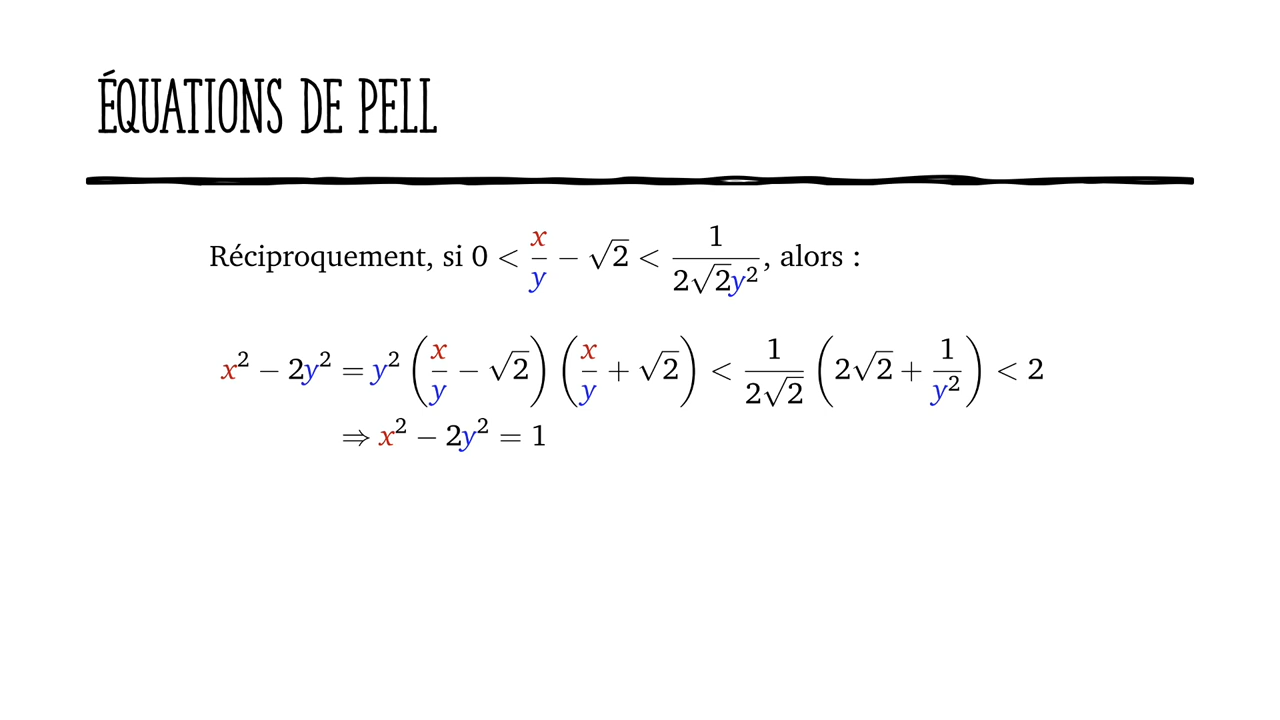 ÉQUATIONS DE PELL
Réciproquement, si 0 < x/y − √2 < 1/(2√2y²), alors :
x² − 2y² = y² (x/y − √2) (x/y + √2) < 1/(2√2) (2√2 + 1/y²) < 2
⇒ x² − 2y² = 1